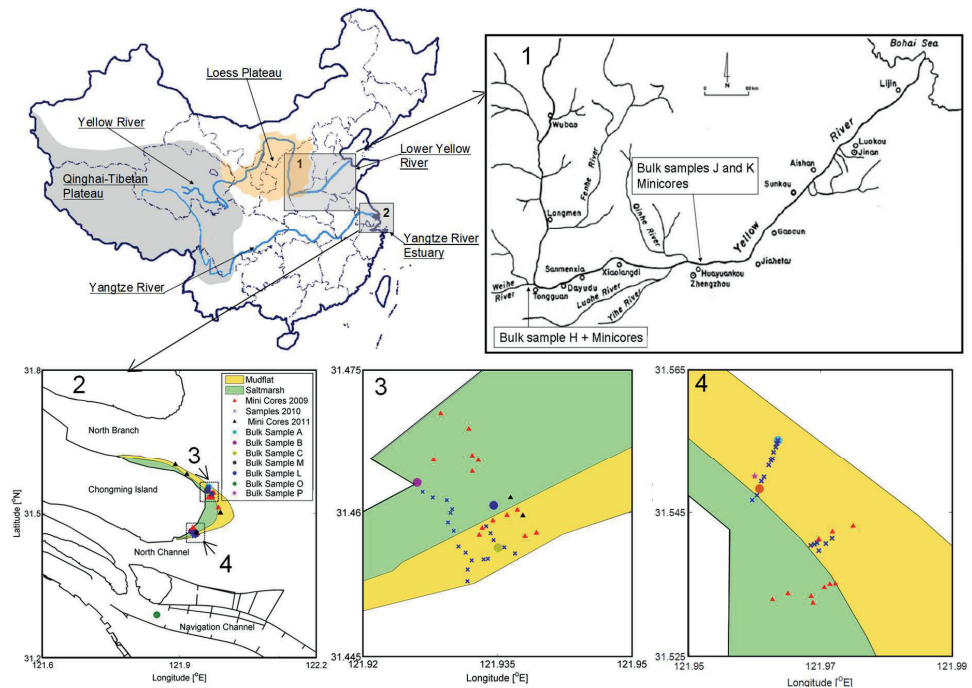 Loess Plateau
Yellow River
Qinghai-Tibetan
Plateau
1
Lower Yellow
River
2
Yangtze River
Estuary
Yangtze River
1
Bohai Sea
N
0
Lijin
River
Luokou
Jinan
Aishan
Sunkou
Yellow
Gaocun
Jiahetan
Wubao
Fenhe River
Longmen
Qinhe River
Bulk samples J and K
Minicores
Sanmenxia
Xiaolangdi
Huayuankou
Zhengzhou
Weihe
River
Dayudu
Tongguan
Luohe River
Yihe River
Bulk sample H + Minicores
31.8
2
Mudflat
Saltmarsh
Mini Cores 2009
Samples 2010
Mini Cores 2011
Bulk Sample A
Bulk Sample B
Bulk Sample C
Bulk Sample M
Bulk Sample L
Bulk Sample O
Bulk Sample P
North Branch
3
Chongming Island
31.5
Latitude [°N]
North Channel
4
Navigation Channel
31.2
121.6
121.9
122.2
Longitude [°E]
31.475
3
31.46
31.445
121.92
121.935
121.95
Longitude [°E]
31.565
4
31.545
31.525
121.95
121.97
121.99
Longitude [°E]